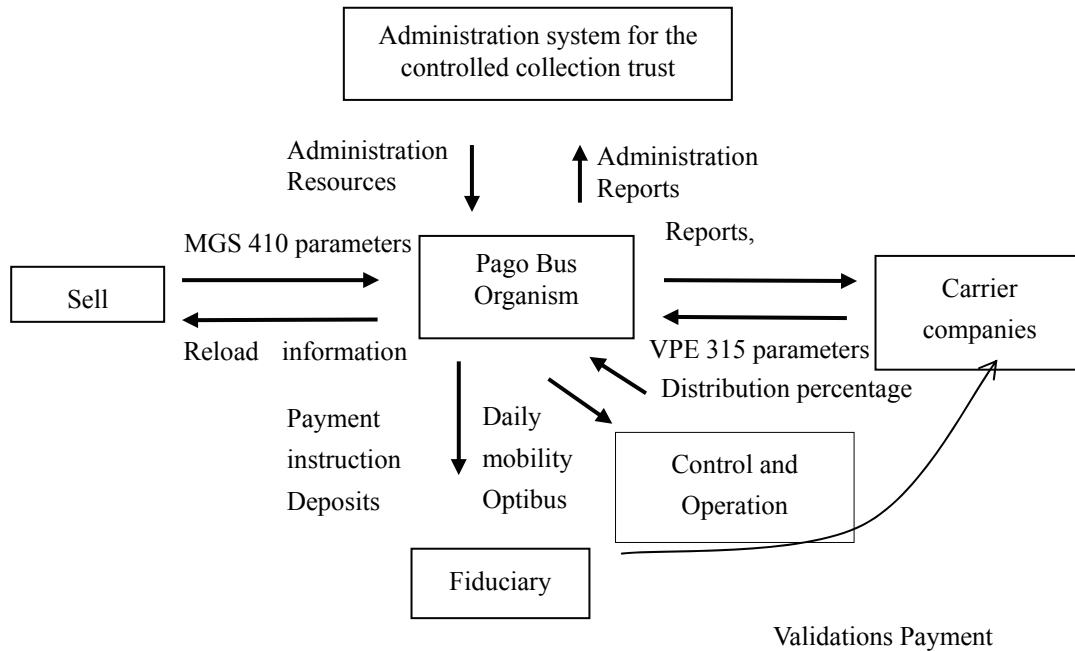 Administration system for the
controlled collection trust
Administration
Resources
Administration
Reports
MGS 410 parameters
Pago Bus
Organism
Reports,
Sell
Carrier
companies
Reload information
VPE 315 parameters
Distribution percentage
Payment
instruction
Deposits
Daily
mobility
Optibus
Control and
Operation
Fiduciary
Validations Payment